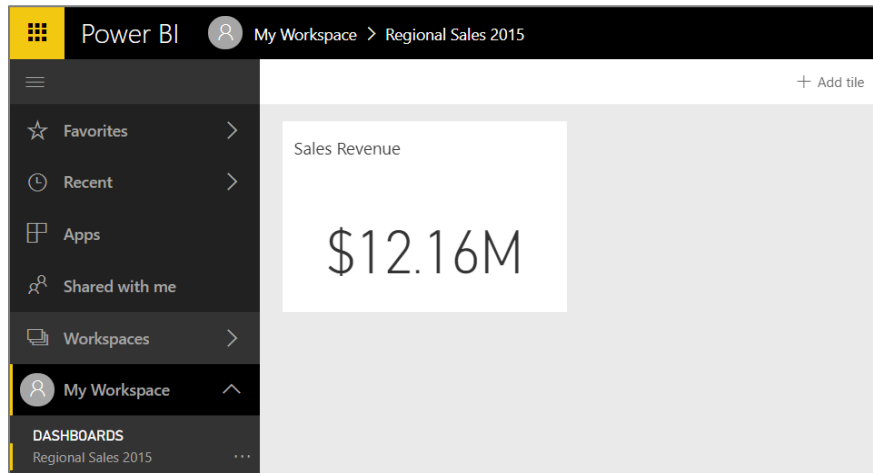 Power BI
My Workspace > Regional Sales 2015
+ Add tile
Favorites
Recent
Apps
Shared with me
Workspaces
My Workspace
DASHBOARDS
Regional Sales 2015 ...
Sales Revenue
$12.16M